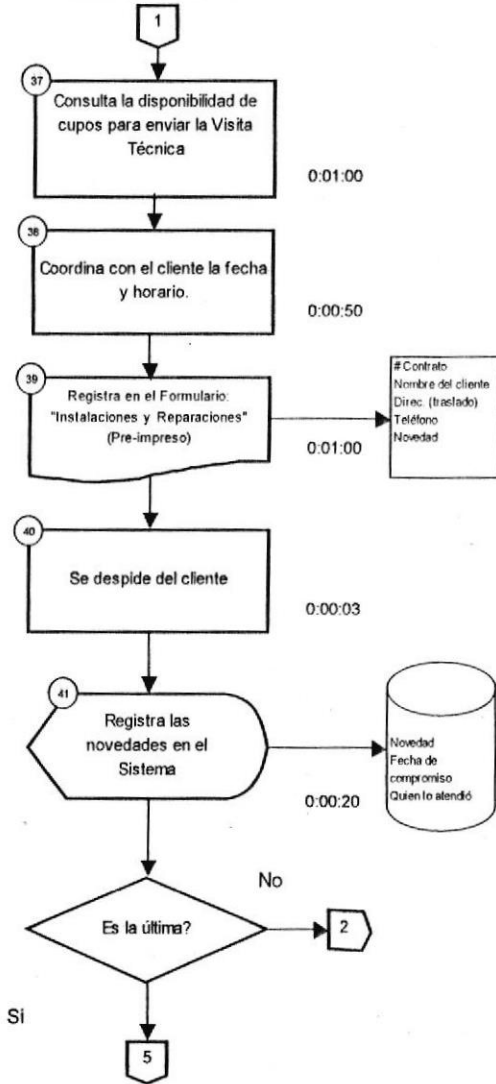 1
37
Consulta la disponibilidad de
cupos para enviar la Visita
Técnica
0:01:00
38
Coordina con el cliente la fecha
y horario.
0:00:50
39
Registra en el Formulario:
"Instalaciones y Reparaciones"
(Pre-impreso)
0:01:00
# Contrato
Nombre del cliente
Direc. (traslado)
Teléfono
Novedad
40
Se despide del cliente
0:00:03
41
Registra las
novedades en el
Sistema
0:00:20
Novedad
Fecha de
compromiso
Quien lo atendió
No
Es la última?
2
Si
5